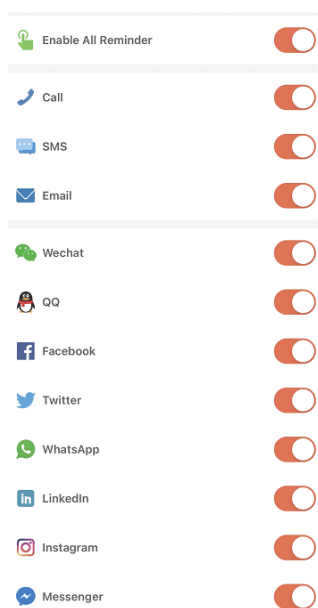 Enable All Reminder
Call
SMS
Email
Wechat
QQ
Facebook
Twitter
WhatsApp
LinkedIn
Instagram
Messenger